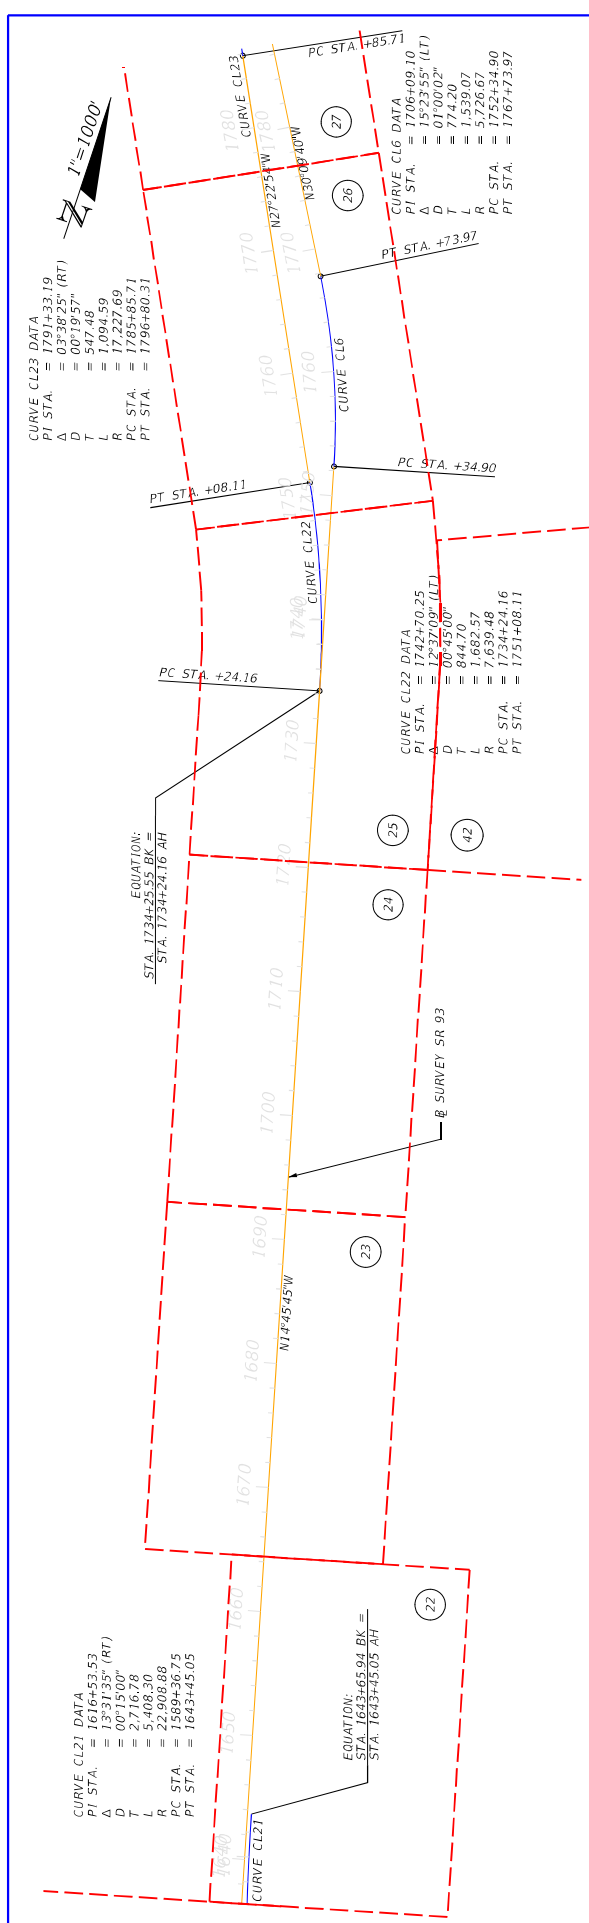 PC STA. +85.71
CURVE CL23
1780
1780
27
CURVE CL6 DATA
PI STA. = 1706+09.10
Δ = 15°23'55" (LT)
D = 01°00'02"
T = 774.20
L = 1,539.07
R = 5,726.67
PC STA. = 1752+34.90
PT STA. = 1767+73.97
1"=1000'
N
N27°22'54"W
N30°09'40"W
26
PT STA. +73.97
1770
1770
CURVE CL23 DATA
PI STA. = 1791+33.19
Δ = 03°38'25" (RT)
D = 00°19'57"
T = 547.48
L = 1,094.59
R = 17,227.69
PC STA. = 1785+85.71
PT STA. = 1796+80.31
1760
1760
CURVE CL6
PC STA. +34.90
PT STA. +08.11
1750
1750
CURVE CL22
1740
1740
CURVE CL22 DATA
PI STA. = 1742+70.25
Δ = 12°37'09" (LT)
D = 00°45'00"
T = 844.70
L = 1,682.57
R = 7,639.48
PC STA. = 1734+24.16
PT STA. = 1751+08.11
PC STA. +24.16
1730
EQUATION:
STA. 1734+25.55 BK =
STA. 1734+24.16 AH
25
42
1720
24
1710
1700
BL SURVEY SR 93
1690
23
N14°45'45"W
1680
1670
1660
22
CURVE CL21 DATA
PI STA. = 1616+53.53
Δ = 13°31'35" (RT)
D = 00°15'00"
T = 2,716.78
L = 5,408.30
R = 22,908.88
PC STA. = 1589+36.75
PT STA. = 1643+45.05
EQUATION:
STA. 1643+65.94 BK =
STA. 1643+45.05 AH
1650
1640
1640
CURVE CL21